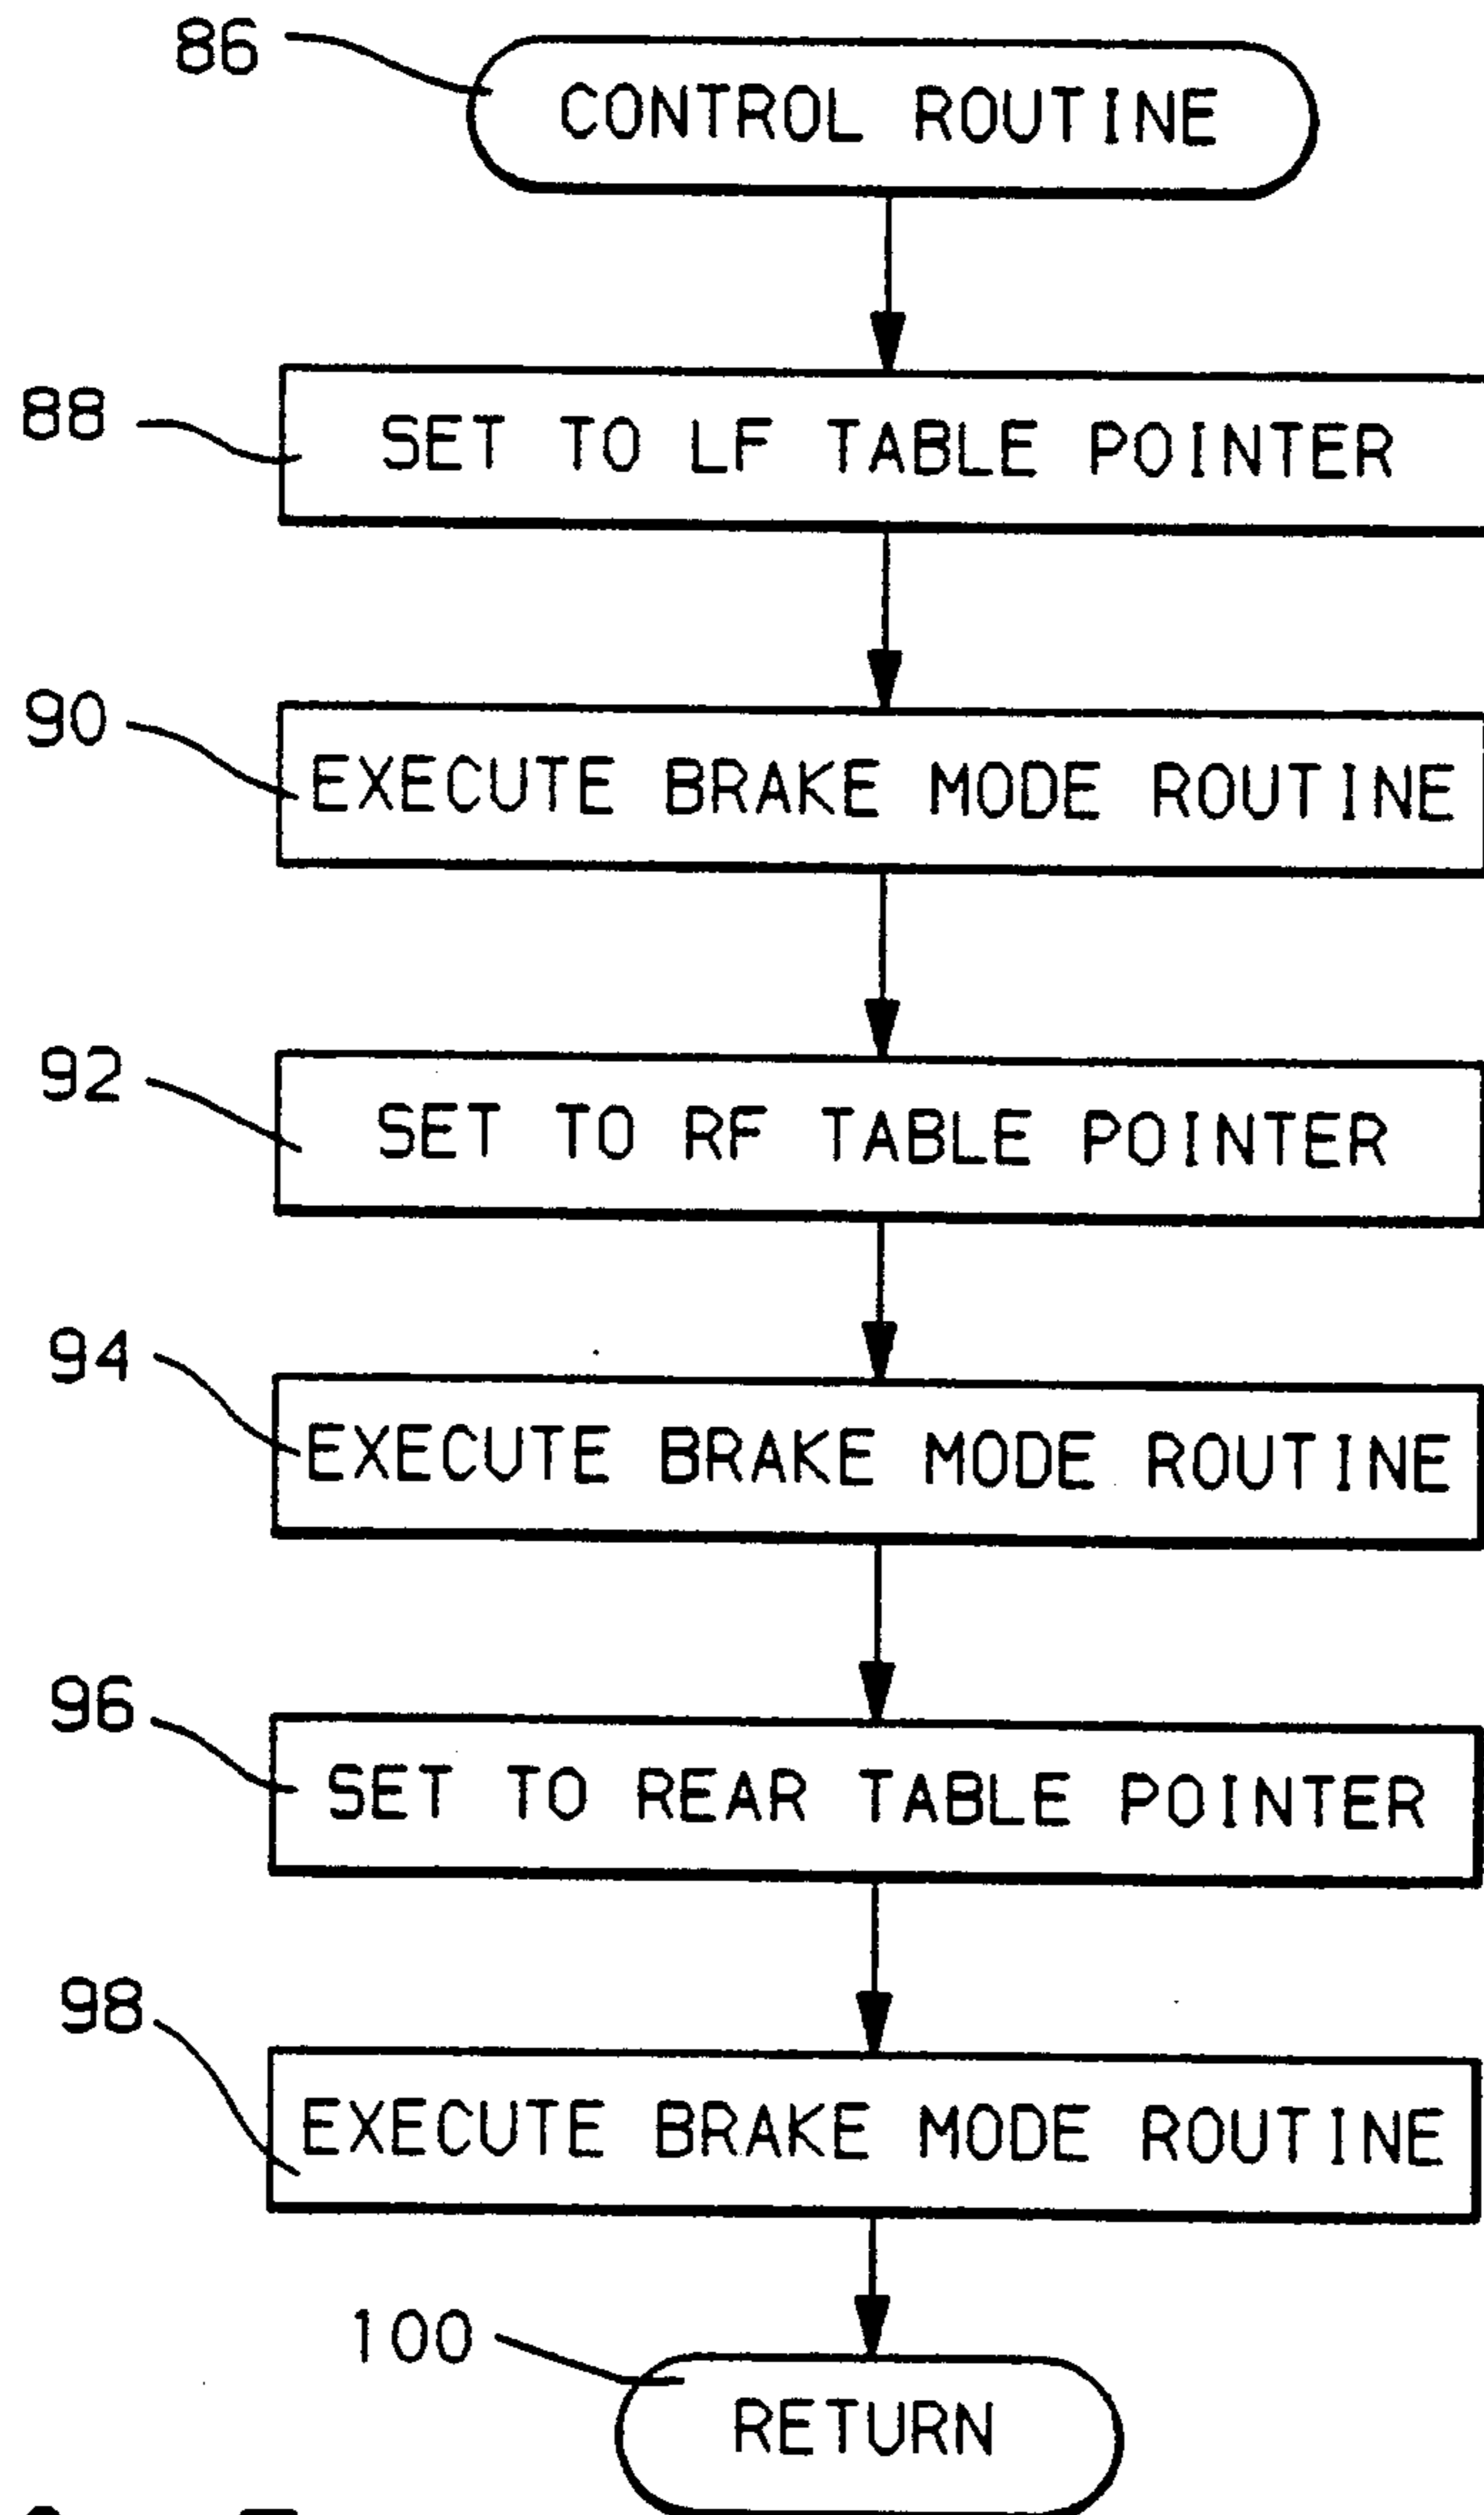 86
CONTROL ROUTINE
88
SET TO LF TABLE POINTER
90
EXECUTE BRAKE MODE ROUTINE
92
SET TO RF TABLE POINTER
94
EXECUTE BRAKE MODE ROUTINE
96
SET TO REAR TABLE POINTER
98
EXECUTE BRAKE MODE ROUTINE
100
RETURN